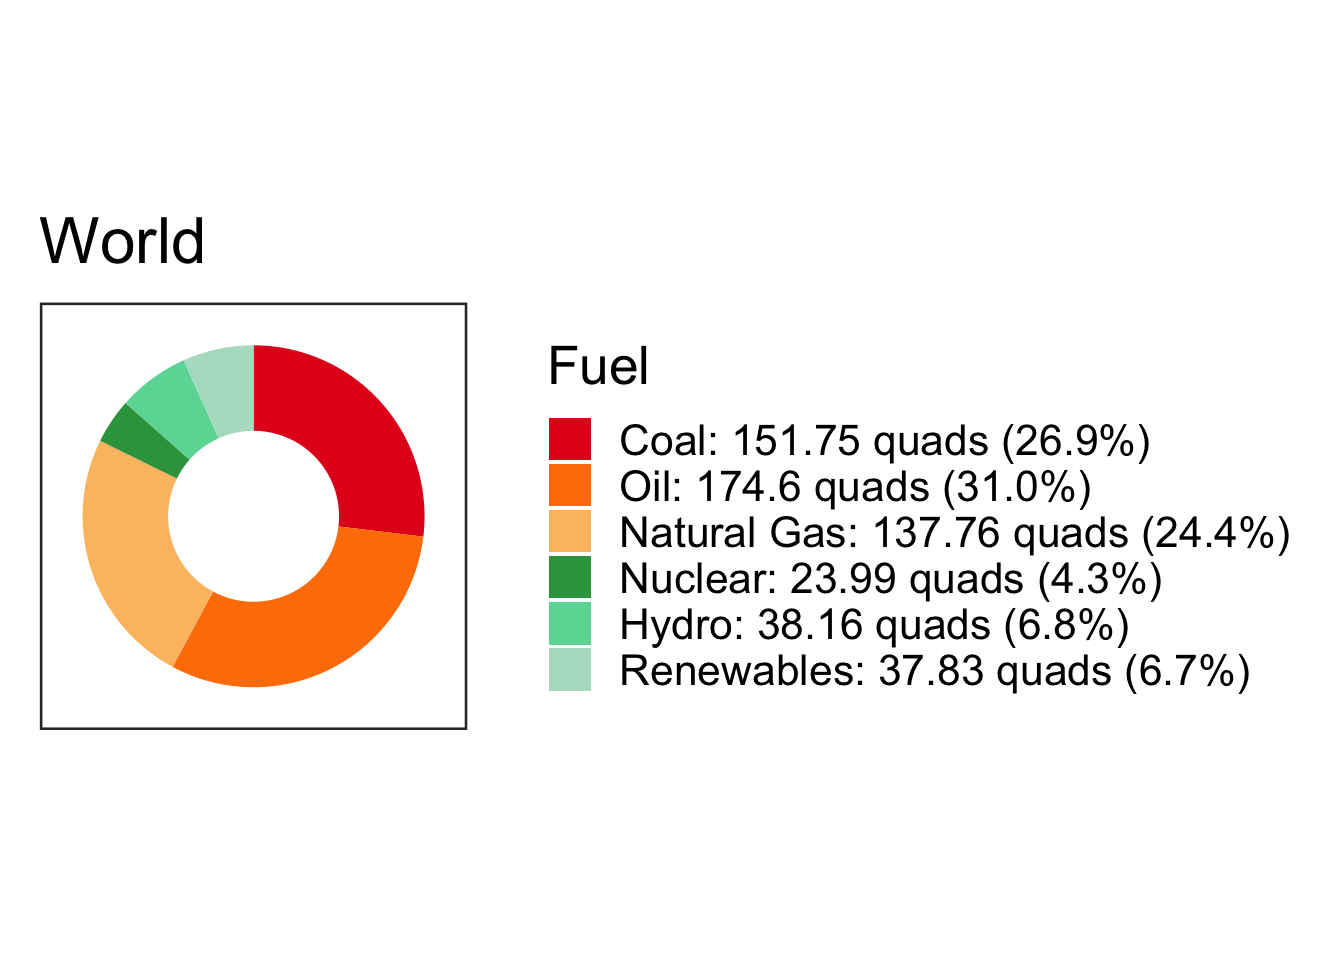 World
Fuel
Coal: 151.75 quads (26.9%)
Oil: 174.6 quads (31.0%)
Natural Gas: 137.76 quads (24.4%)
Nuclear: 23.99 quads (4.3%)
Hydro: 38.16 quads (6.8%)
Renewables: 37.83 quads (6.7%)